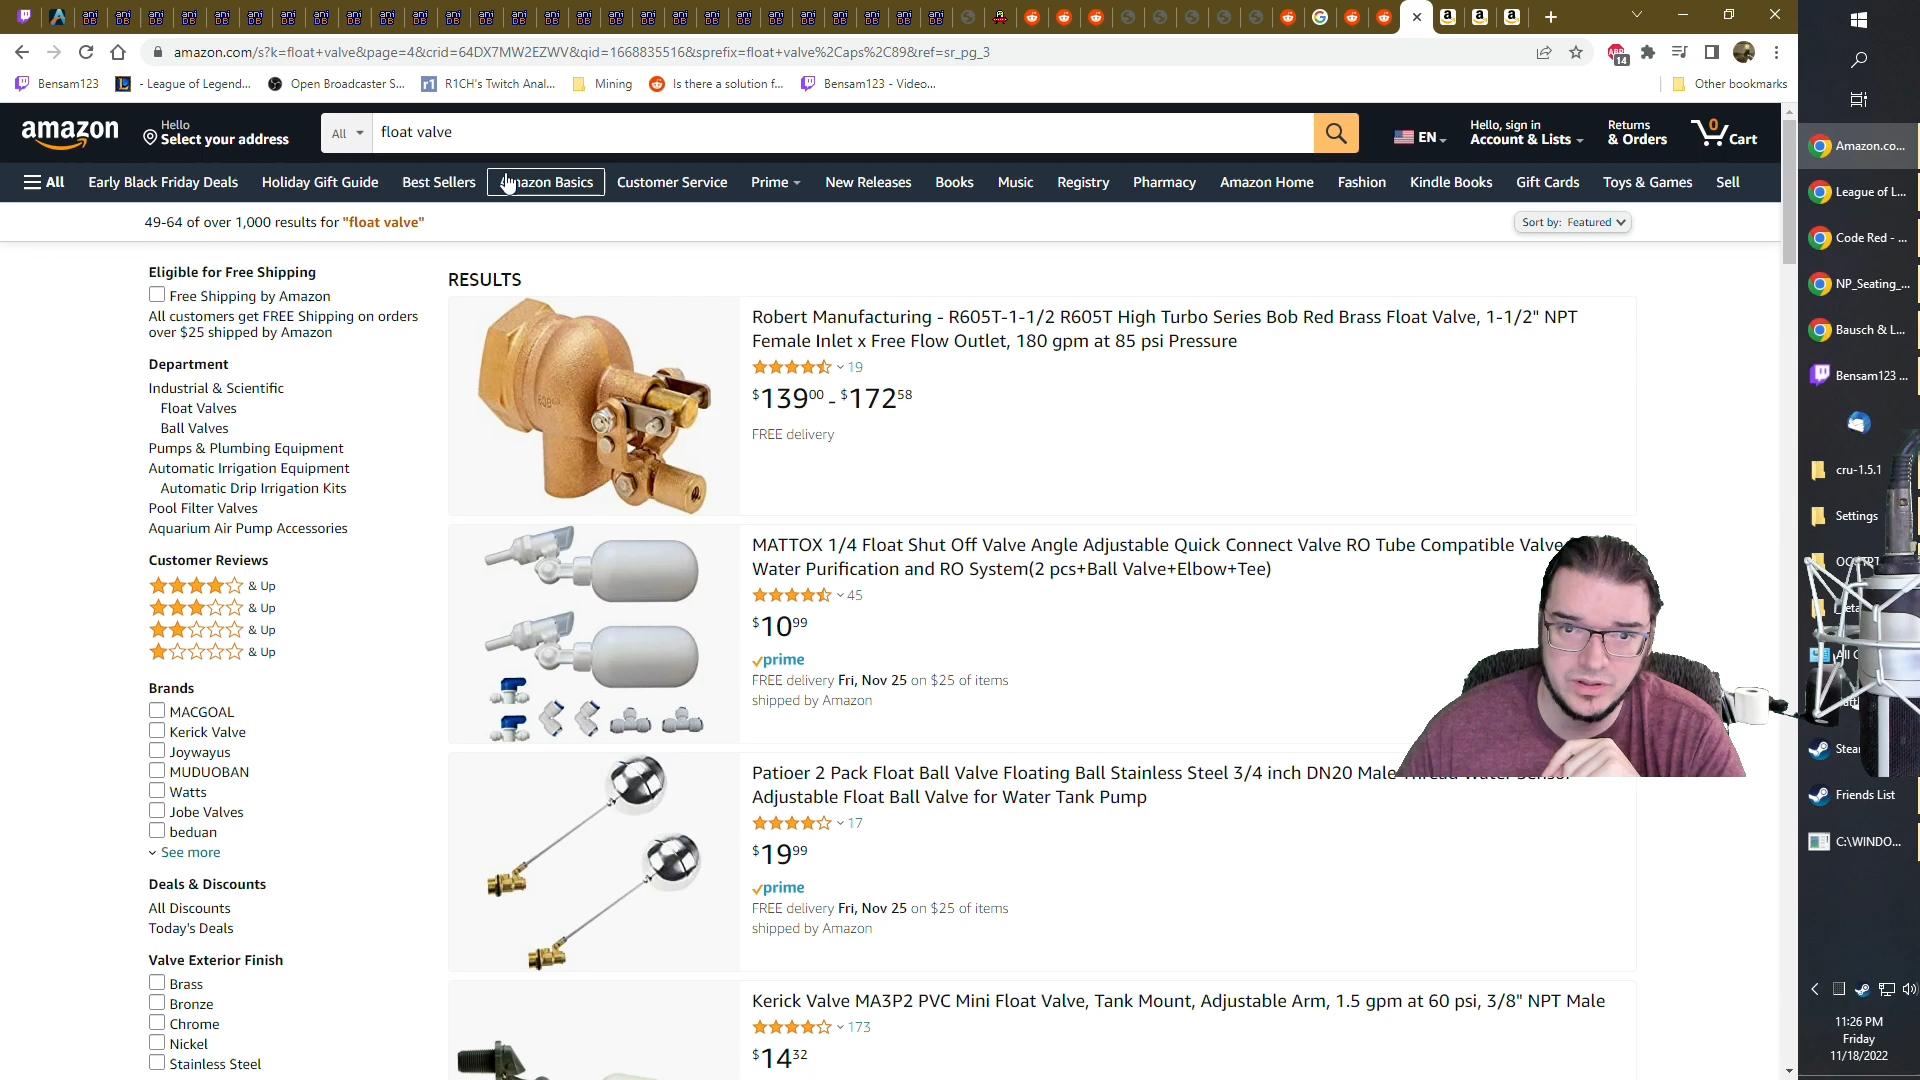 amazon.com/s?k=float+valve&page=4&crid=64DX7MW2EZWV&qid=1668835516&sprefix=float+valve%2Caps%2C89&ref=sr_pg_3
14
Bensam123
- League of Legend...
Open Broadcaster S...
r1
R1CH's Twitch Anal...
Mining
Is there a solution f...
Bensam123 - Video...
Other bookmarks
amazon
Hello
Select your address
All
float valve
EN
Hello, sign in
Account & Lists
Returns
& Orders
0
Cart
All
Early Black Friday Deals
Holiday Gift Guide
Best Sellers
Amazon Basics
Customer Service
Prime
New Releases
Books
Music
Registry
Pharmacy
Amazon Home
Fashion
Kindle Books
Gift Cards
Toys & Games
Sell
49-64 of over 1,000 results for "float valve"
Sort by: Featured
Eligible for Free Shipping
Free Shipping by Amazon
All customers get FREE Shipping on orders
over $25 shipped by Amazon
Department
Industrial & Scientific
Float Valves
Ball Valves
Pumps & Plumbing Equipment
Automatic Irrigation Equipment
Automatic Drip Irrigation Kits
Pool Filter Valves
Aquarium Air Pump Accessories
Customer Reviews
& Up
& Up
& Up
& Up
Brands
MACGOAL
Kerick Valve
Joywayus
MUDUOBAN
Watts
Jobe Valves
beduan
See more
Deals & Discounts
All Discounts
Today's Deals
Valve Exterior Finish
Brass
Bronze
Chrome
Nickel
Stainless Steel
RESULTS
Robert Manufacturing - R605T-1-1/2 R605T High Turbo Series Bob Red Brass Float Valve, 1-1/2" NPT
Female Inlet x Free Flow Outlet, 180 gpm at 85 psi Pressure
19
$139.00 - $172.58
FREE delivery
MATTOX 1/4 Float Shut Off Valve Angle Adjustable Quick Connect Valve RO Tube Compatible Valve
Water Purification and RO System(2 pcs+Ball Valve+Elbow+Tee)
45
$10.99
prime
FREE delivery Fri, Nov 25 on $25 of items
shipped by Amazon
Patioer 2 Pack Float Ball Valve Floating Ball Stainless Steel 3/4 inch DN20 Male
Adjustable Float Ball Valve for Water Tank Pump
17
$19.99
prime
FREE delivery Fri, Nov 25 on $25 of items
shipped by Amazon
Kerick Valve MA3P2 PVC Mini Float Valve, Tank Mount, Adjustable Arm, 1.5 gpm at 60 psi, 3/8" NPT Male
173
$14.32
Amazon.co...
League of L...
Code Red - ...
NP_Seating_...
Bausch & L...
Bensam123 ...
cru-1.5.1
Settings
Friends List
C:\WINDO...
11:26 PM
Friday
11/18/2022